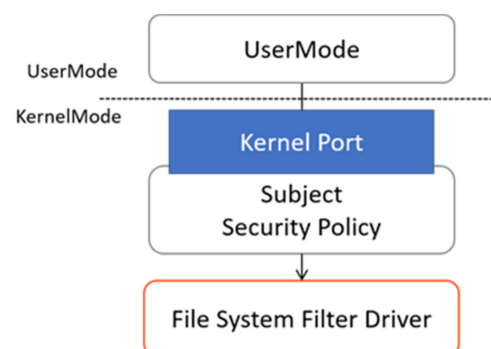 UserMode
UserMode
KernelMode
Kernel Port
Subject
Security Policy
File System Filter Driver